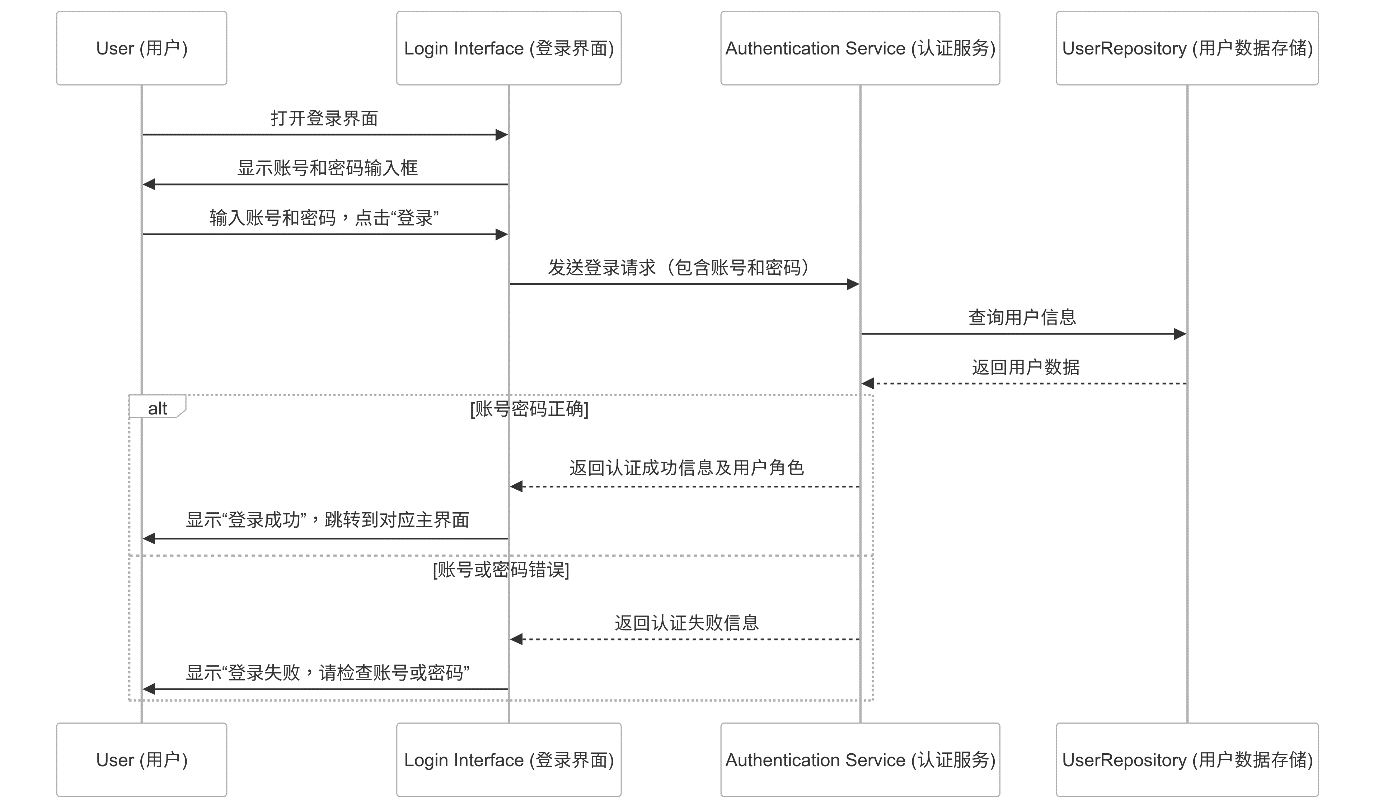 User (用户)
Login Interface (登录界面)
Authentication Service (认证服务)
UserRepository (用户数据存储)
打开登录界面
显示账号和密码输入框
输入账号和密码，点击“登录”
发送登录请求（包含账号和密码）
查询用户信息
返回用户数据
alt
[账号密码正确]
返回认证成功信息及用户角色
显示“登录成功”，跳转到对应主界面
[账号或密码错误]
返回认证失败信息
显示“登录失败，请检查账号或密码”
User (用户)
Login Interface (登录界面)
Authentication Service (认证服务)
UserRepository (用户数据存储)